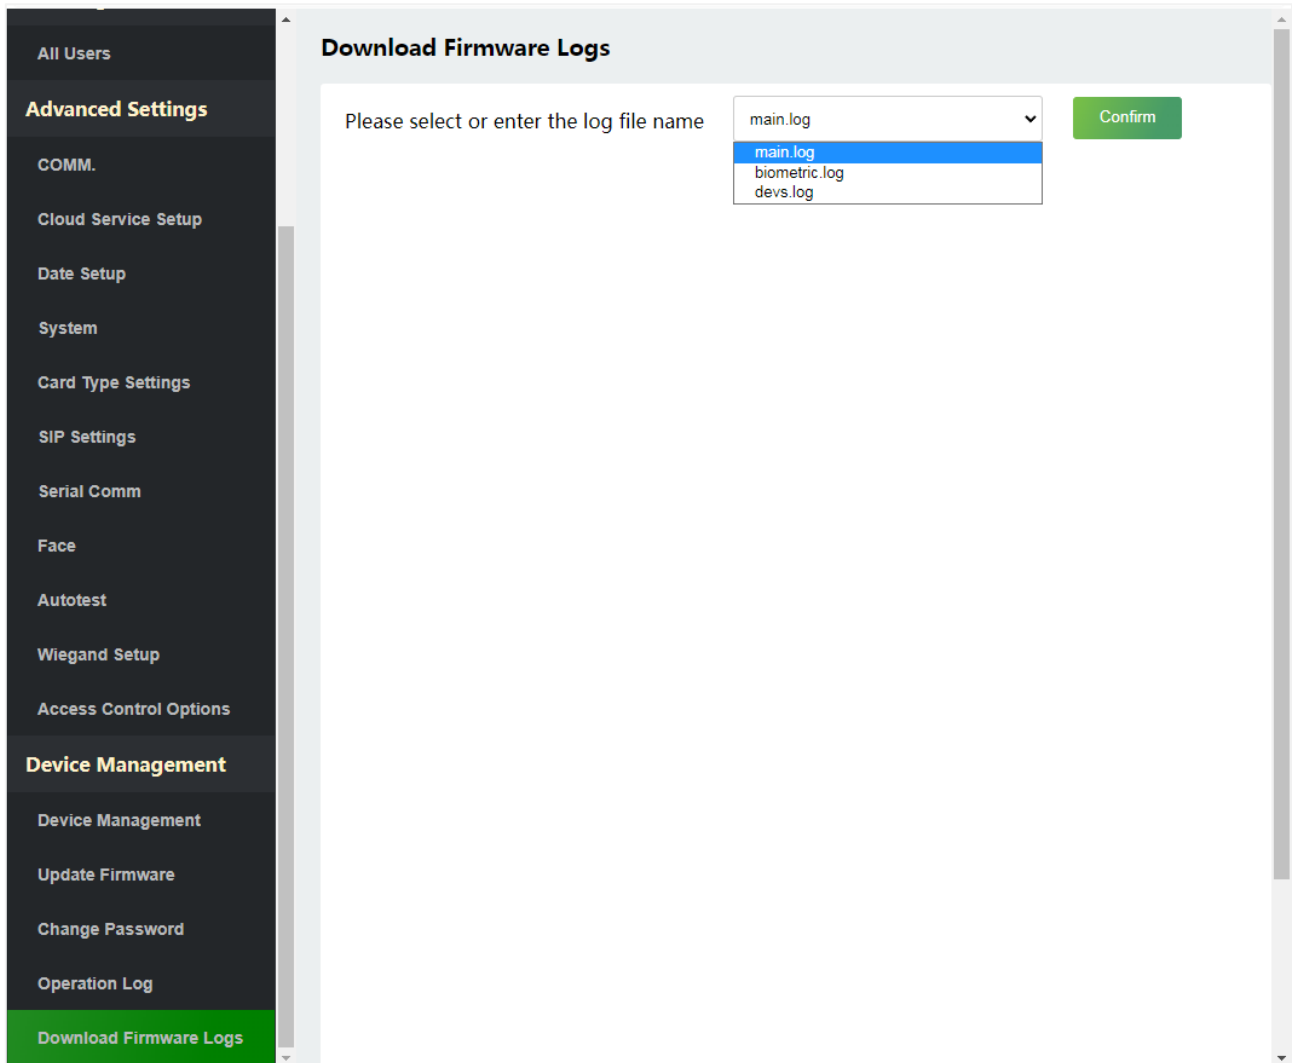 All Users
Advanced Settings
COMM.
Cloud Service Setup
Date Setup
System
Card Type Settings
SIP Settings
Serial Comm
Face
Autotest
Wiegand Setup
Access Control Options
Device Management
Device Management
Update Firmware
Change Password
Operation Log
Download Firmware Logs
Download Firmware Logs
Please select or enter the log file name
main.log
Confirm
main.log
biometric.log
devs.log